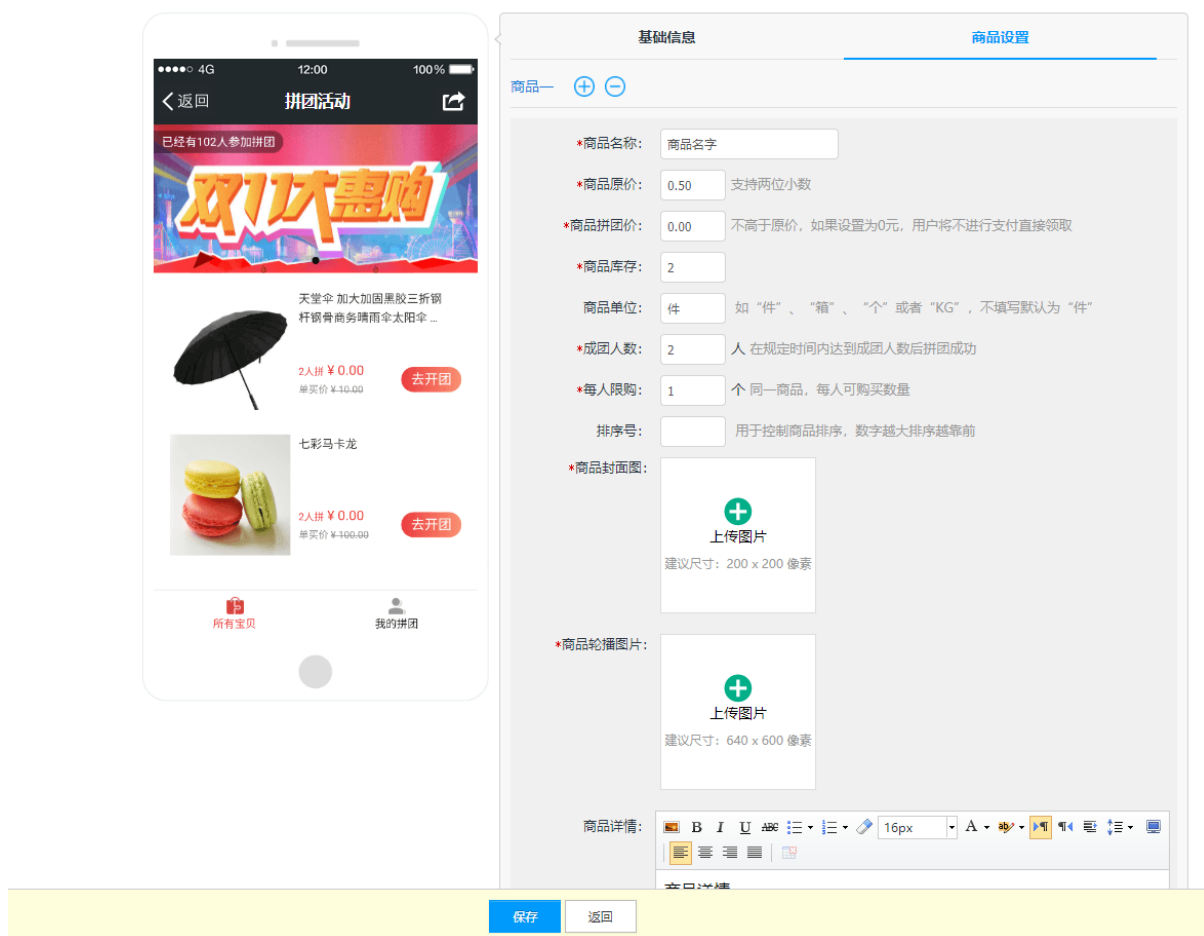 4G 12:00 100%
返回 拼团活动
已经有102人参加拼团
双11大惠购
天堂伞 加大加固黑胶三折钢
杆钢骨商务晴雨伞太阳伞 ...
2人拼 ¥ 0.00
单买价 ¥ 10.00
去开团
七彩马卡龙
2人拼 ¥ 0.00
单买价 ¥ 100.00
去开团
所有宝贝 我的拼团
基础信息 商品设置
商品一
*商品名称: 商品名字
*商品原价: 0.50 支持两位小数
*商品拼团价: 0.00 不高于原价，如果设置为0元，用户将不进行支付直接领取
*商品库存: 2
商品单位: 件 如“件”、“箱”、“个”或者“KG”，不填写默认为“件”
*成团人数: 2 人 在规定时间内达到成团人数后拼团成功
*每人限购: 1 个 同一商品，每人可购买数量
排序号: 用于控制商品排序，数字越大排序越靠前
*商品封面图:
上传图片
建议尺寸：200 x 200 像素
*商品轮播图片:
上传图片
建议尺寸：640 x 600 像素
商品详情: B I U ABC 16px A ab
商品详情
保存 返回